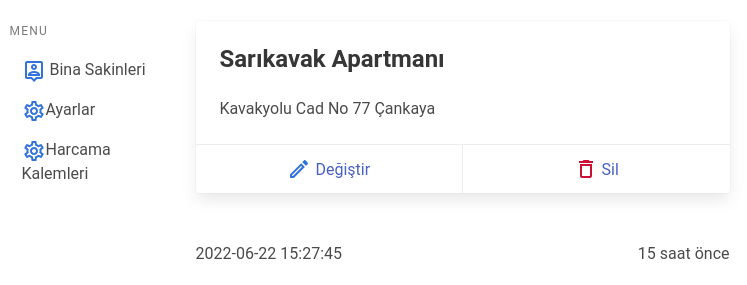 MENU
Bina Sakinleri
Ayarlar
Harcama
Kalemleri
Sarıkavak Apartmanı
Kavakyolu Cad No 77 Çankaya
Değiştir
Sil
2022-06-22 15:27:45
15 saat önce